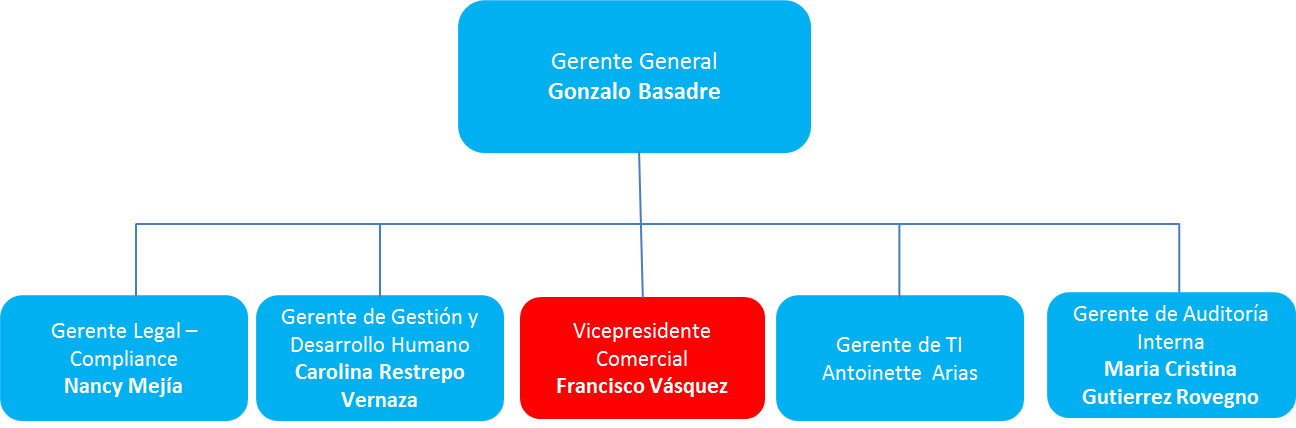 Gerente General
Gonzalo Basadre
Gerente Legal –
Compliance
Nancy Mejía
Gerente de Gestión y
Desarrollo Humano
Carolina Restrepo
Vernaza
Vicepresidente
Comercial
Francisco Vásquez
Gerente de TI
Antoinette Arias
Gerente de Auditoría
Interna
Maria Cristina
Gutierrez Rovegno